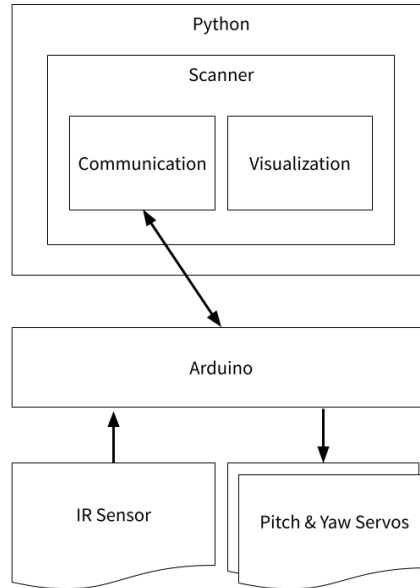 Python
Scanner
Communication
Visualization
Arduino
IR Sensor
Pitch & Yaw Servos